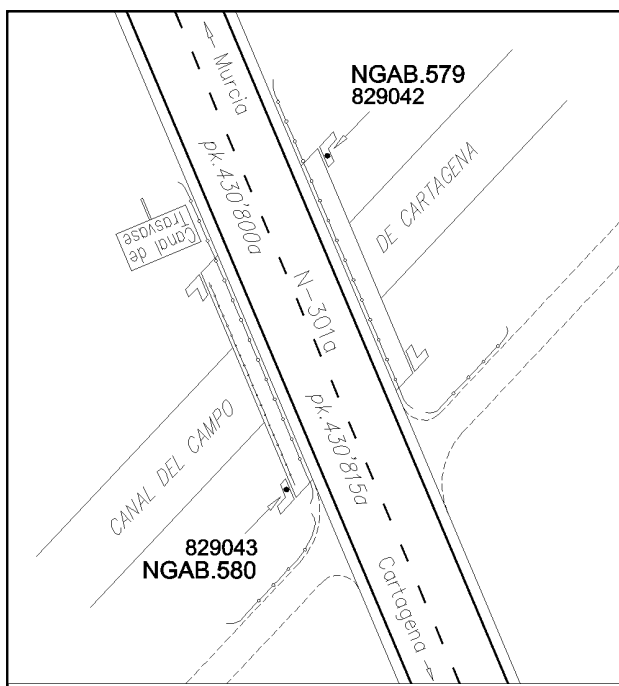 ← Murcia
NGAB.579
829042
pk.430'800a
DE CARTAGENA
Canal de
trasvase
N-301a
pk.430'815a
CANAL DEL CAMPO
829043
NGAB.580
Cartagena →